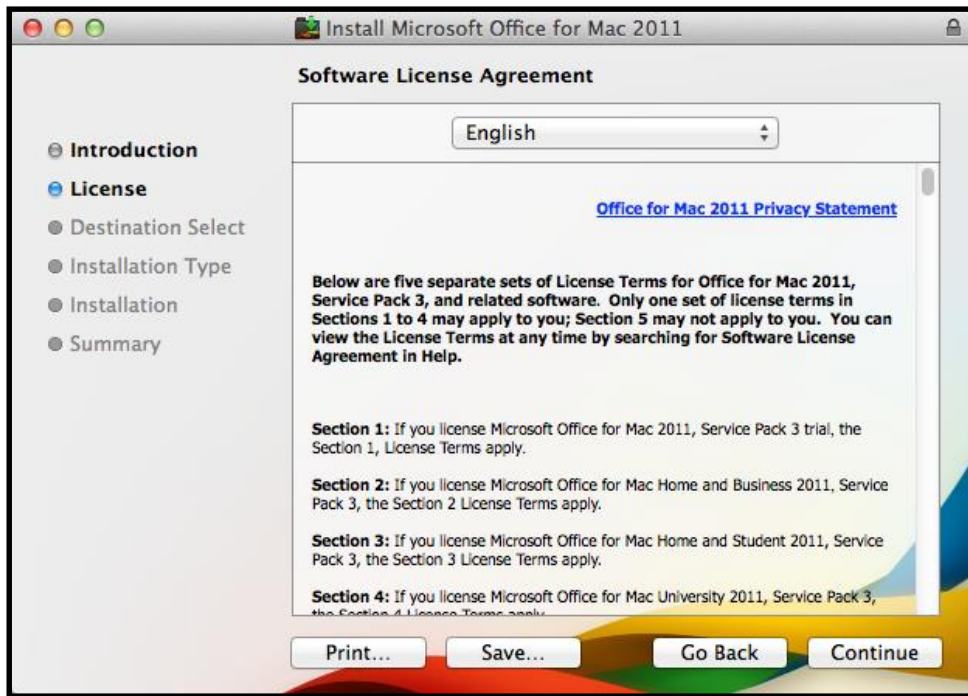 Install Microsoft Office for Mac 2011
Software License Agreement
Introduction
License
Destination Select
Installation Type
Installation
Summary
English
Office for Mac 2011 Privacy Statement
Below are five separate sets of License Terms for Office for Mac 2011,
Service Pack 3, and related software. Only one set of license terms in
Sections 1 to 4 may apply to you; Section 5 may not apply to you. You can
view the License Terms at any time by searching for Software License
Agreement in Help.
Section 1: If you license Microsoft Office for Mac 2011, Service Pack 3 trial, the
Section 1, License Terms apply.
Section 2: If you license Microsoft Office for Mac Home and Business 2011, Service
Pack 3, the Section 2 License Terms apply.
Section 3: If you license Microsoft Office for Mac Home and Student 2011, Service
Pack 3, the Section 3 License Terms apply.
Section 4: If you license Microsoft Office for Mac University 2011, Service Pack 3,
the Section 4 License Terms apply.
Print...
Save...
Go Back
Continue